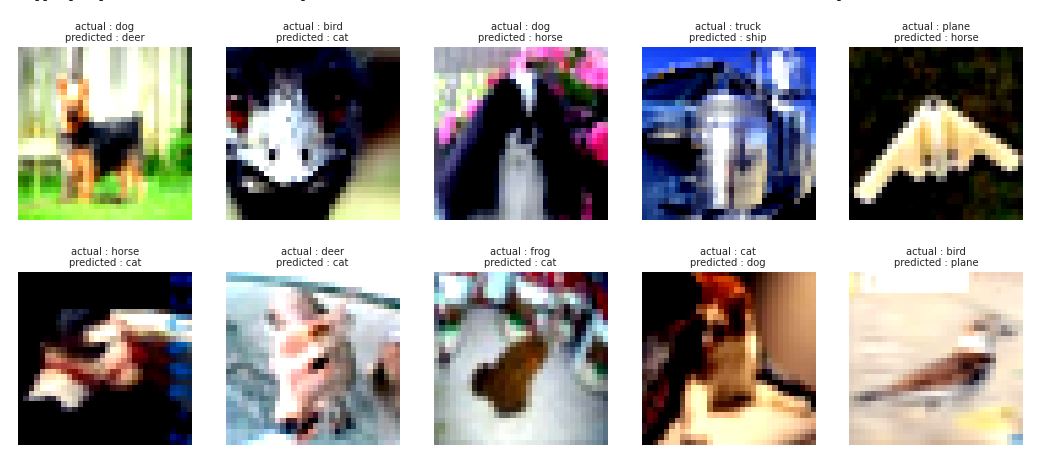 actual : dog
predicted : deer
actual : bird
predicted : cat
actual : dog
predicted : horse
actual : truck
predicted : ship
actual : plane
predicted : horse
actual : horse
predicted : cat
actual : deer
predicted : cat
actual : frog
predicted : cat
actual : cat
predicted : dog
actual : bird
predicted : plane